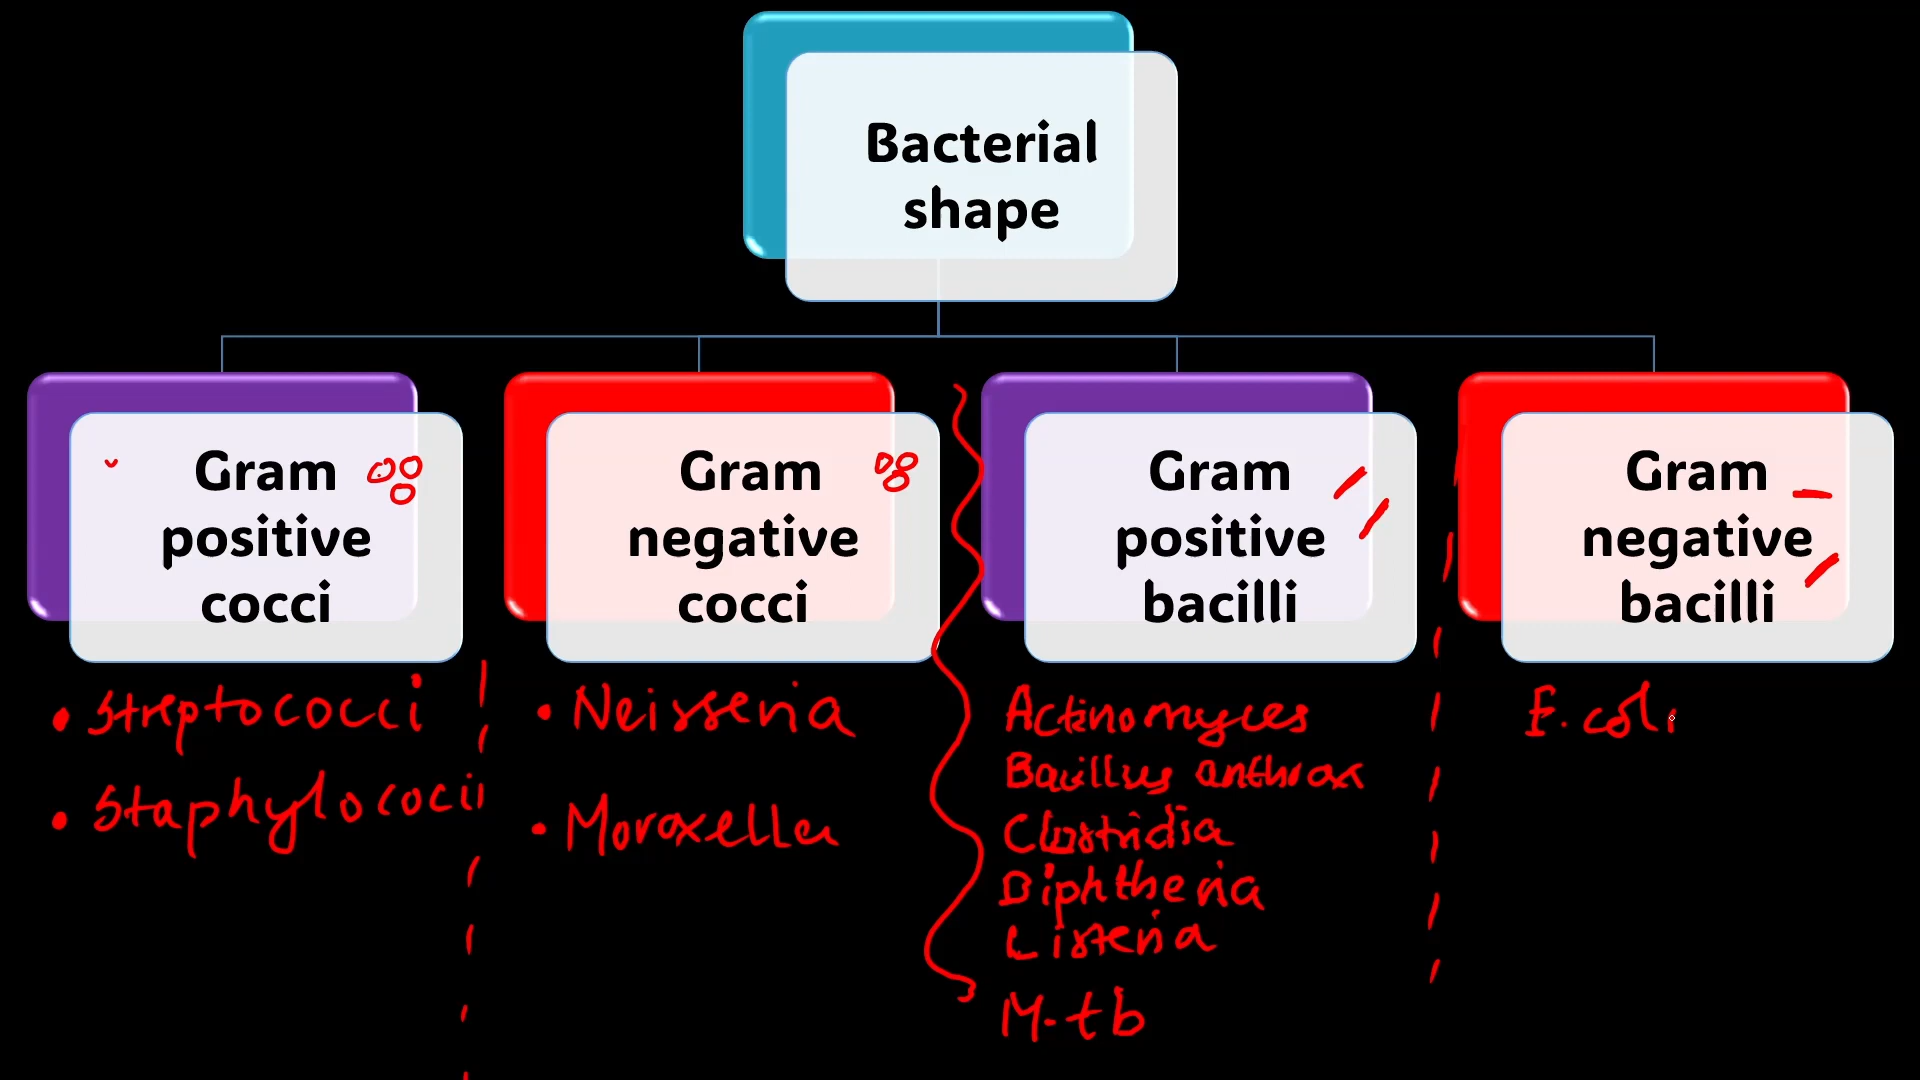 Bacterial
shape
Gram
positive
cocci
Gram
negative
cocci
Gram
positive
bacilli
Gram
negative
bacilli
• Streptococci
• Staphylococii
• Neisseria
• Moraxella
Actinomyces
Bacillus anthrax
Clostridia
Diphtheria
Listeria
M.tb
E.coli